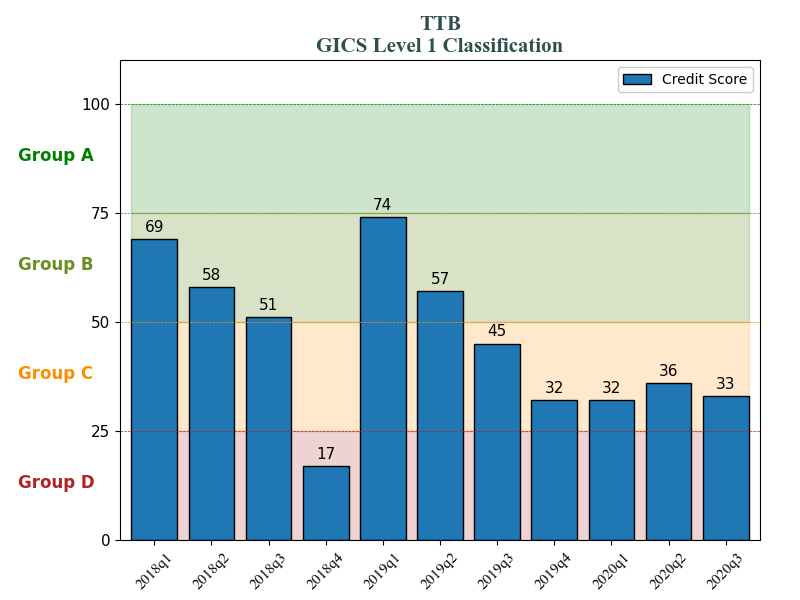 TTB
GICS Level 1 Classification
Credit Score
100
Group A
75
74
69
Group B
58
57
51
50
45
Group C
36
33
32
32
25
17
Group D
0
2018q1
2018q2
2018q3
2018q4
2019q1
2019q2
2019q3
2019q4
2020q1
2020q2
2020q3